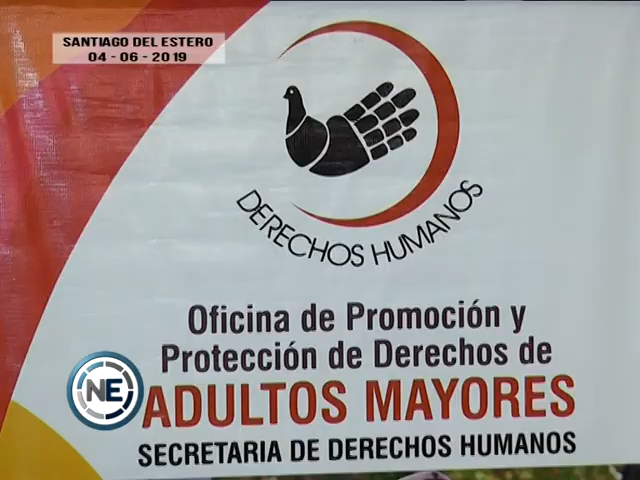 SANTIAGO DEL ESTERO
04 - 06 - 2019
DERECHOS HUMANOS
Oficina de Promoción y
Protección de Derechos de
NE
ADULTOS MAYORES
SECRETARIA DE DERECHOS HUMANOS